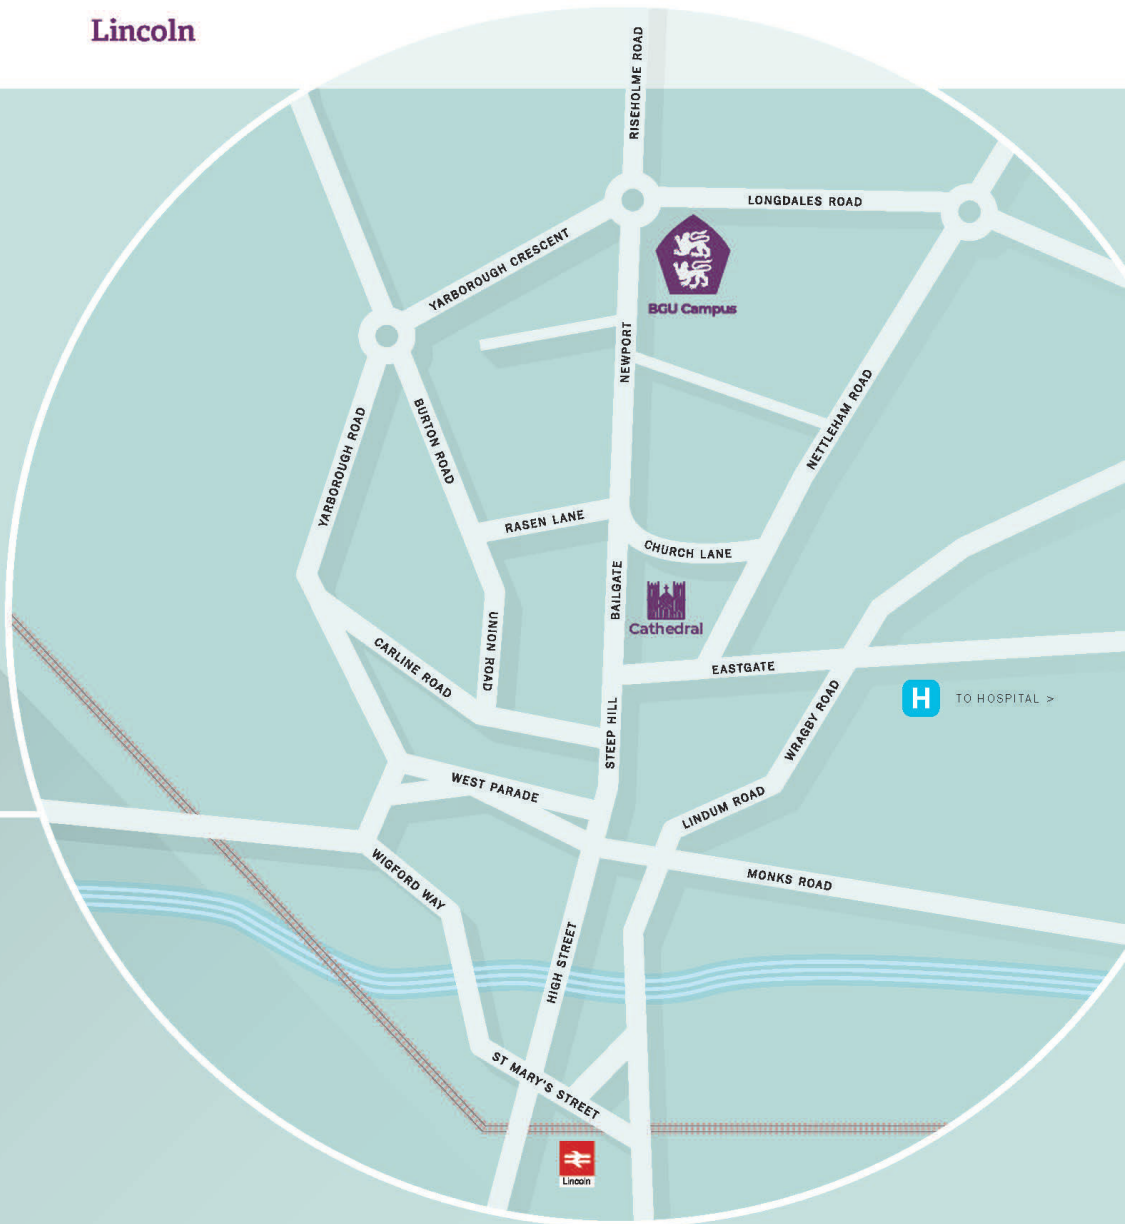 Lincoln
RISEHOLME ROAD
LONGDALES ROAD
YARBOROUGH CRESCENT
BGU Campus
NEWPORT
NETTLEHAM ROAD
YARBOROUGH ROAD
BURTON ROAD
RASEN LANE
CHURCH LANE
BAILGATE
Cathedral
UNION ROAD
CARLINE ROAD
EASTGATE
H
TO HOSPITAL >
STEEP HILL
WRAGBY ROAD
WEST PARADE
LINDUM ROAD
WIGFORD WAY
MONKS ROAD
HIGH STREET
ST MARY'S STREET
Lincoln